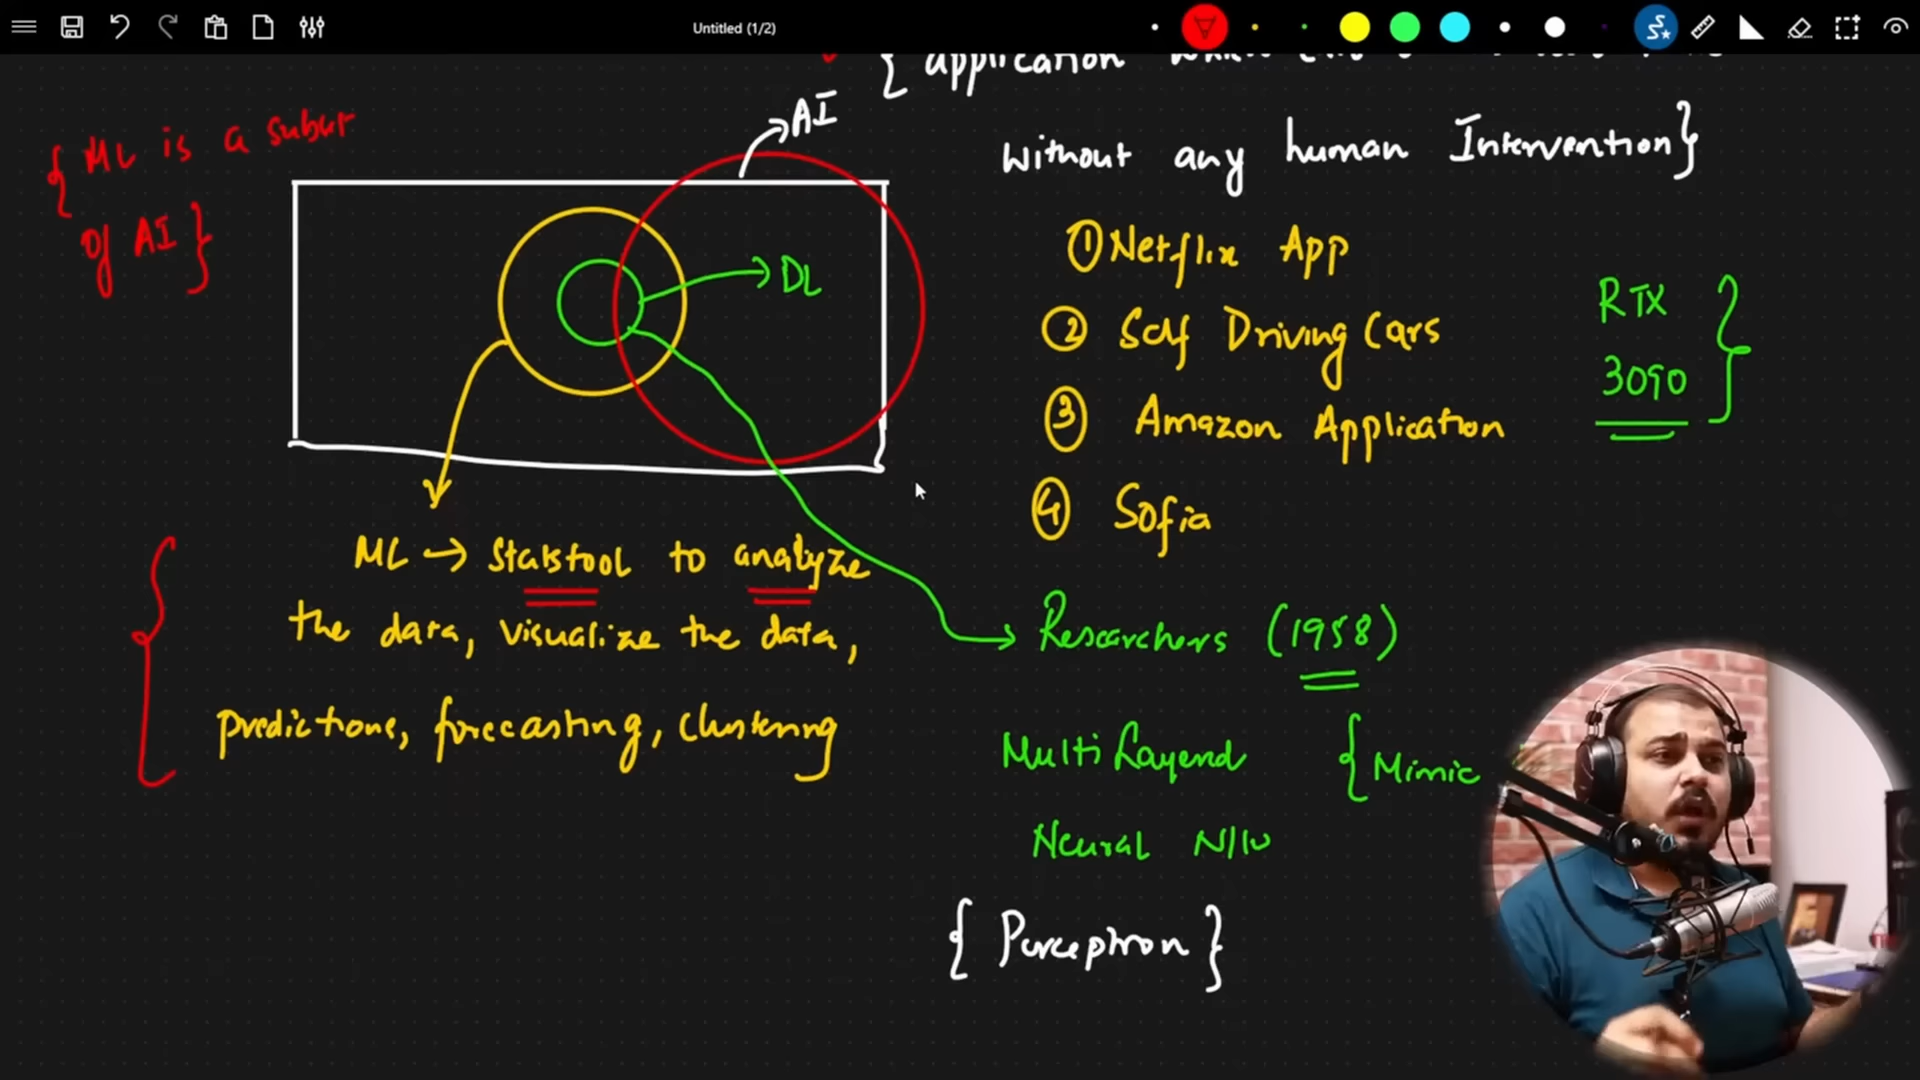 Untitled (1/2)
{ application
AI
without any human Intervention}
{ ML is a subset
of AI }
DL
① Netflix App
② Self Driving Cars
③ Amazon Application
④ Sofia
RTX
3090
ML → Statstool to analyze
the data, visualize the data,
predictions, forecasting, clustering
Researchers (1958)
Multi Layered { Mimic
Neural N/W
{ Perceptron }